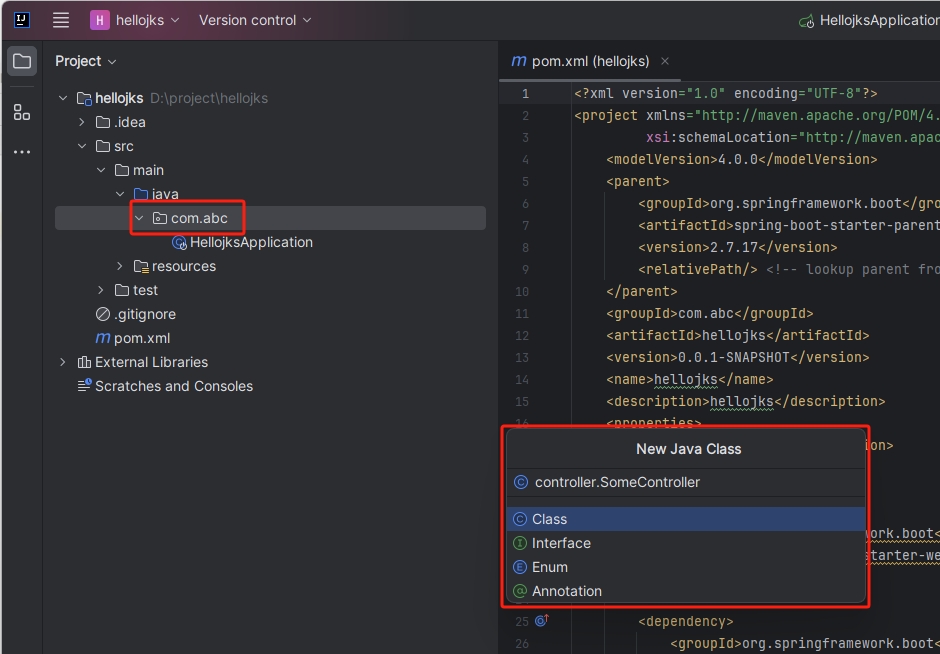 IJ
H hellojks Version control HellojksApplication
Project
hellojks D:\project\hellojks
.idea
src
main
java
com.abc
HellojksApplication
resources
test
.gitignore
m pom.xml
External Libraries
Scratches and Consoles
m pom.xml (hellojks)
1 <?xml version="1.0" encoding="UTF-8"?>
2 <project xmlns="http://maven.apache.org/POM/4.
3 xsi:schemaLocation="http://maven.apac
4 <modelVersion>4.0.0</modelVersion>
5 <parent>
6 <groupId>org.springframework.boot</gro
7 <artifactId>spring-boot-starter-parent
8 <version>2.7.17</version>
9 <relativePath/> <!-- lookup parent fro
10 </parent>
11 <groupId>com.abc</groupId>
12 <artifactId>hellojks</artifactId>
13 <version>0.0.1-SNAPSHOT</version>
14 <name>hellojks</name>
15 <description>hellojks</description>
16 <properties>
ion>
New Java Class
C controller.SomeController
C Class
I Interface
E Enum
@ Annotation
ork.boot<
starter-we
25 <dependency>
26 <groupId>org.springframework.boot<